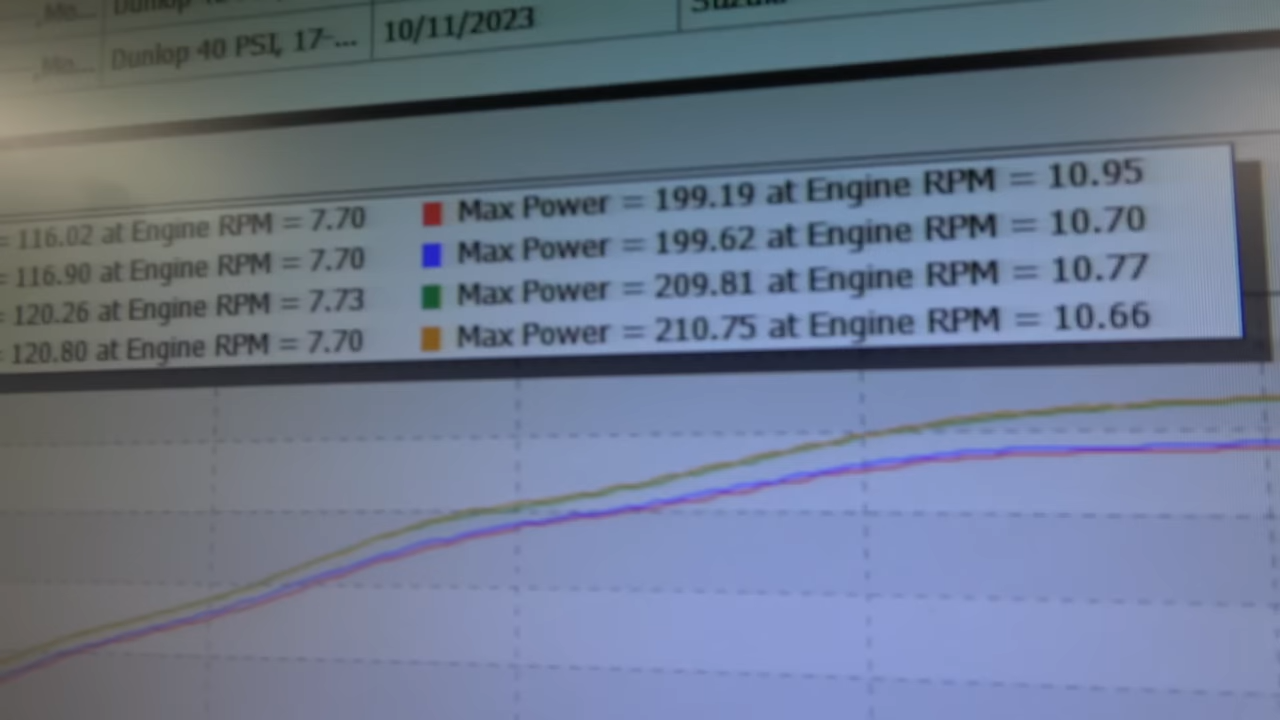 Dunlop 40 PSI, 17-... 10/11/2023 Suzuki
= 116.02 at Engine RPM = 7.70 Max Power = 199.19 at Engine RPM = 10.95
= 116.90 at Engine RPM = 7.70 Max Power = 199.62 at Engine RPM = 10.70
= 120.26 at Engine RPM = 7.73 Max Power = 209.81 at Engine RPM = 10.77
= 120.80 at Engine RPM = 7.70 Max Power = 210.75 at Engine RPM = 10.66